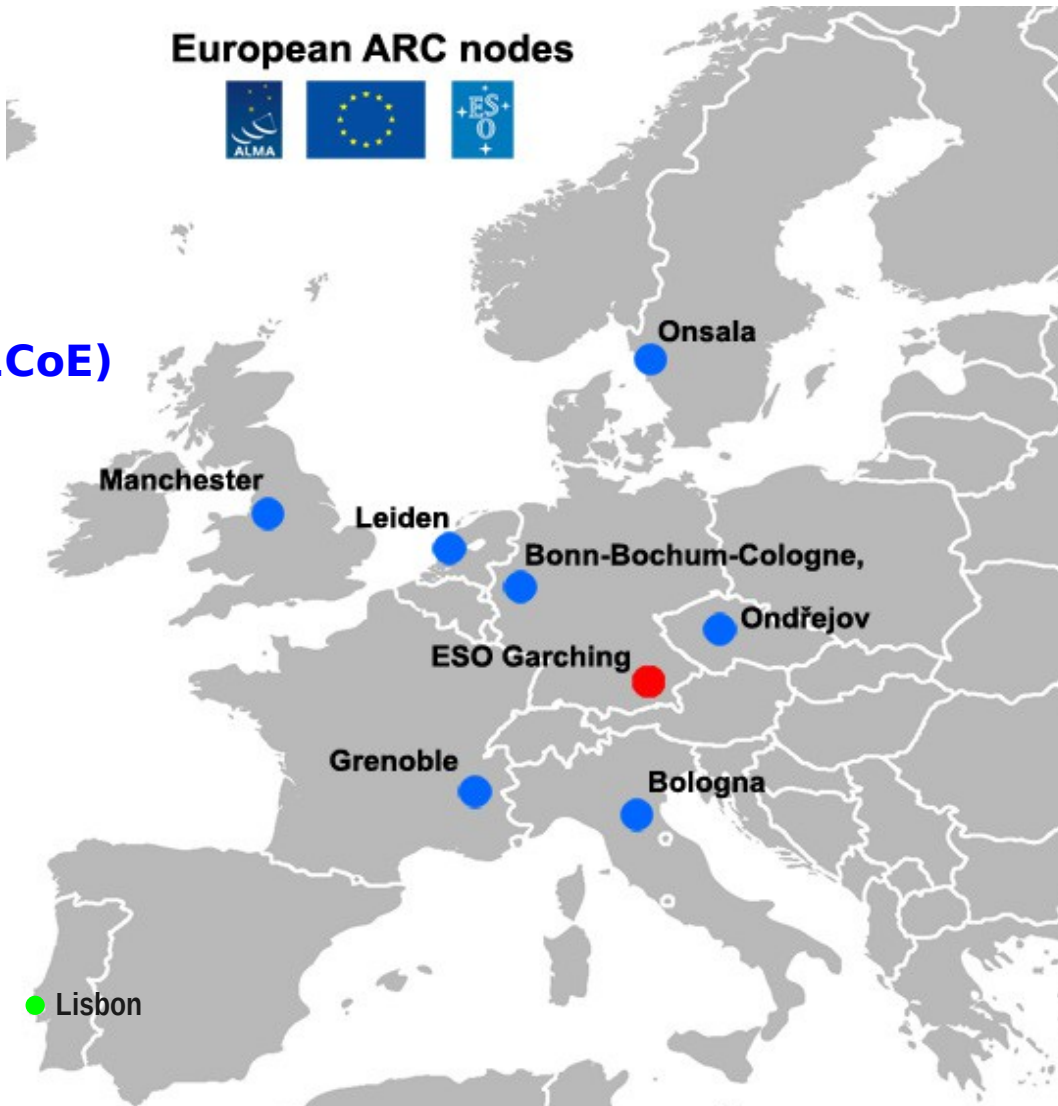 European ARC nodes
ALMA
ES
O
Onsala
CoE)
Manchester
Leiden
Bonn-Bochum-Cologne,
Ondřejov
ESO Garching
Grenoble
Bologna
Lisbon